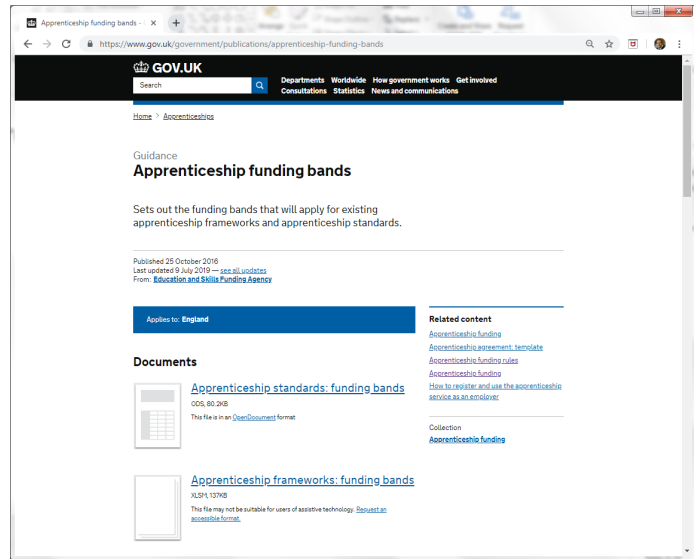 Apprenticeship funding bands - (
https://www.gov.uk/government/publications/apprenticeship-funding-bands
GOV.UK
Search
Departments Worldwide How government works Get involved
Consultations Statistics News and communications
Home > Apprenticeships
Guidance
Apprenticeship funding bands
Sets out the funding bands that will apply for existing
apprenticeship frameworks and apprenticeship standards.
Published 25 October 2016
Last updated 9 July 2019 — see all updates
From: Education and Skills Funding Agency
Applies to: England
Documents
Apprenticeship standards: funding bands
ODS, 80.2KB
This file is in an OpenDocument format
Apprenticeship frameworks: funding bands
XLSM, 137KB
This file may not be suitable for users of assistive technology. Request an
accessible format.
Related content
Apprenticeship funding
Apprenticeship agreement: template
Apprenticeship funding rules
Apprenticeship funding
How to register and use the apprenticeship
service as an employer
Collection
Apprenticeship funding